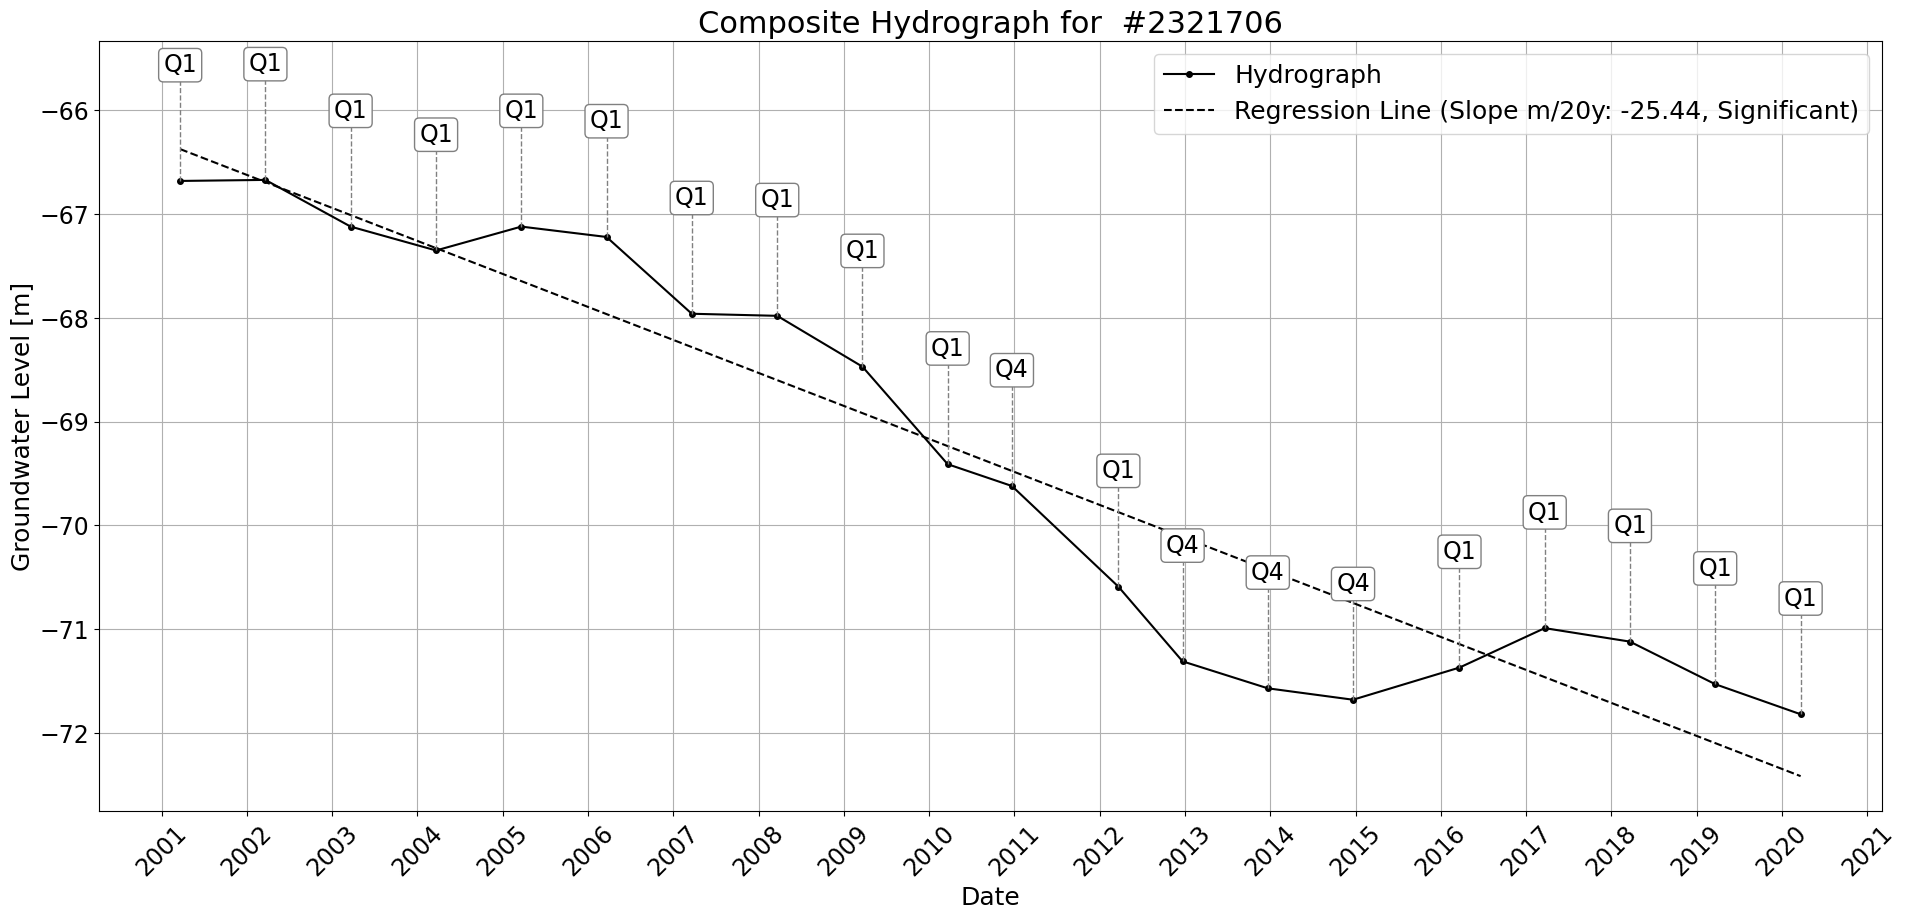 Composite Hydrograph for  #2321706
Hydrograph
Regression Line (Slope m/20y: -25.44, Significant)
Q1
Q1
Q1
Q1
Q1
Q1
Q1
Q1
Q1
Q1
Q4
Q1
Q4
Q4
Q4
Q1
Q1
Q1
Q1
Q1
Groundwater Level [m]
−66
−67
−68
−69
−70
−71
−72
2001
2002
2003
2004
2005
2006
2007
2008
2009
2010
2011
2012
2013
2014
2015
2016
2017
2018
2019
2020
2021
Date